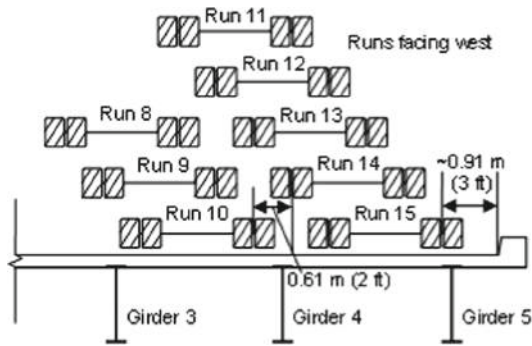 Run 11
Runs facing west
Run 12
Run 8
Run 13
~0.91 m
(3 ft)
Run 9
Run 14
Run 10
Run 15
0.61 m (2 ft)
Girder 3
Girder 4
Girder 5